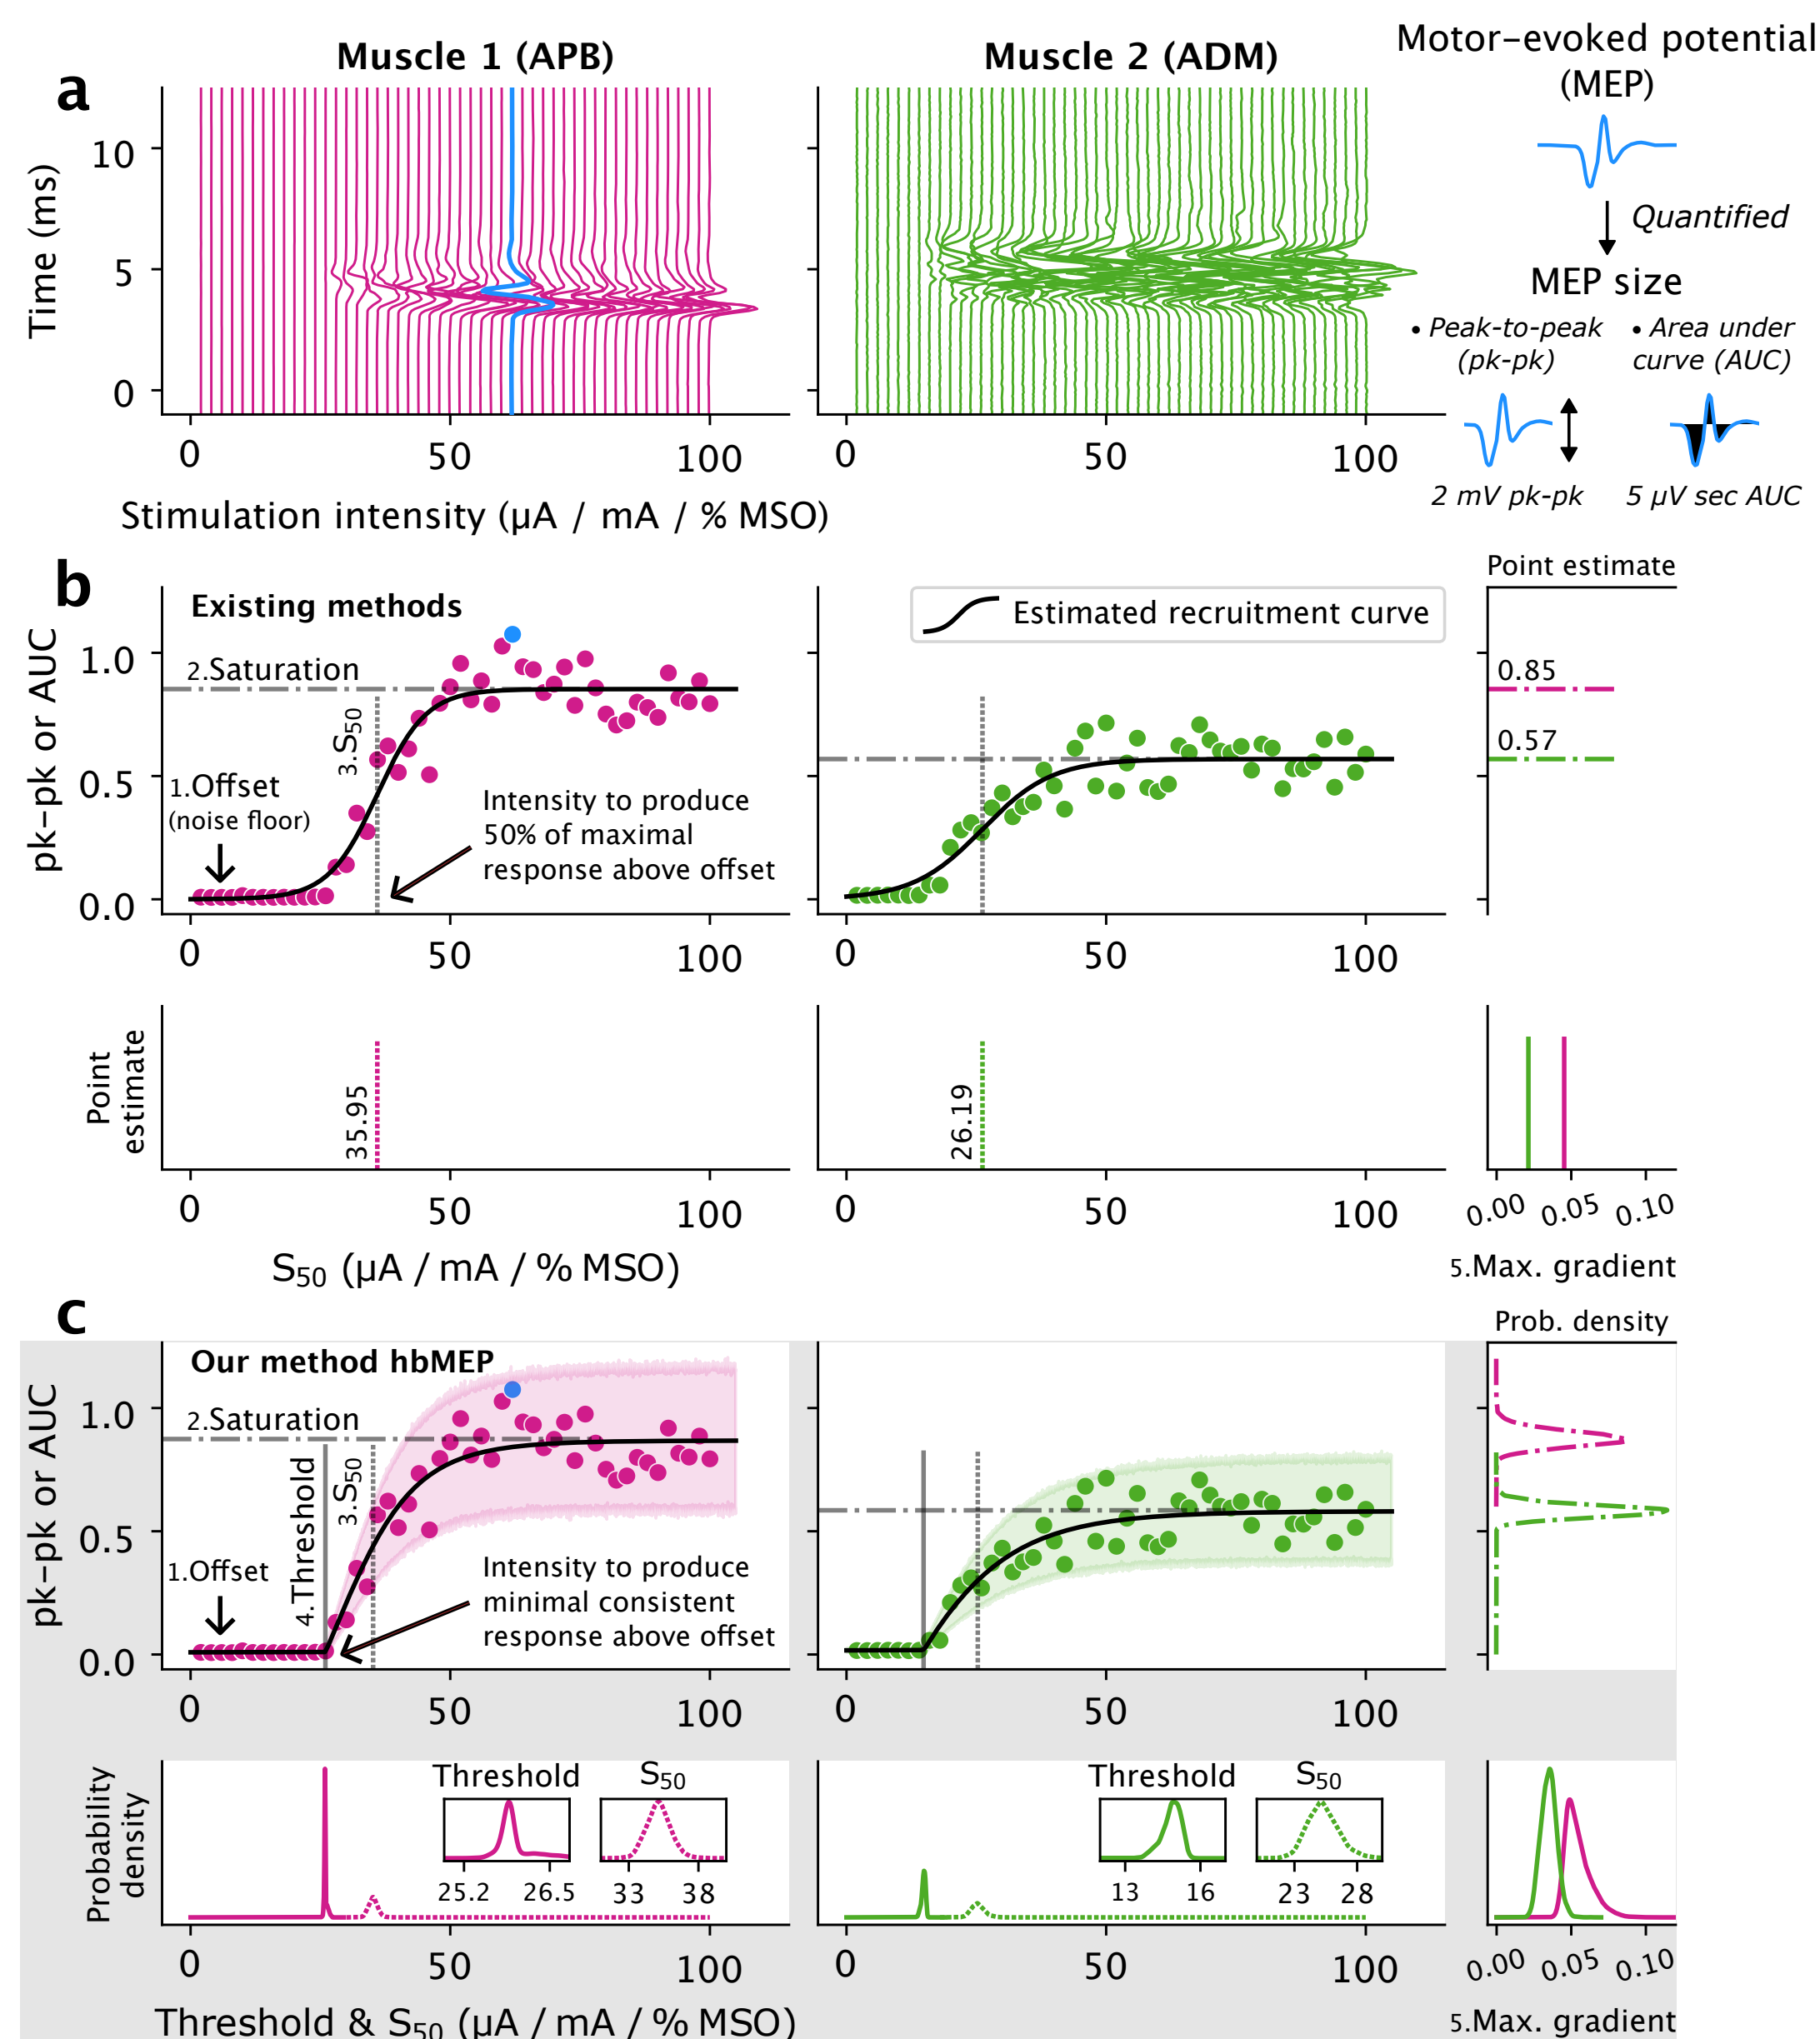 a
Muscle 1 (APB)
Muscle 2 (ADM)
Motor-evoked potential
(MEP)
Quantified
MEP size
• Peak-to-peak
(pk-pk)
• Area under
curve (AUC)
2 mV pk-pk
5 µV sec AUC
Time (ms)
10
5
0
0
50
100
0
50
100
Stimulation intensity (µA / mA / % MSO)
b
Existing methods
Estimated recruitment curve
Point estimate
pk-pk or AUC
1.0
0.5
0.0
2.Saturation
3.S₅₀
1.Offset
(noise floor)
Intensity to produce
50% of maximal
response above offset
0.85
0.57
0
50
100
0
50
100
Point
estimate
35.95
26.19
0
50
100
0
50
100
0.00
0.05
0.10
S₅₀ (µA / mA / % MSO)
5.Max. gradient
c
Our method hbMEP
Prob. density
pk-pk or AUC
1.0
0.5
0.0
2.Saturation
4.Threshold
3.S₅₀
1.Offset
Intensity to produce
minimal consistent
response above offset
0
50
100
0
50
100
Probability
density
Threshold
S₅₀
25.2
26.5
33
38
Threshold
S₅₀
13
16
23
28
0
50
100
0
50
100
0.00
0.05
0.10
Threshold & S₅₀ (µA / mA / % MSO)
5.Max. gradient